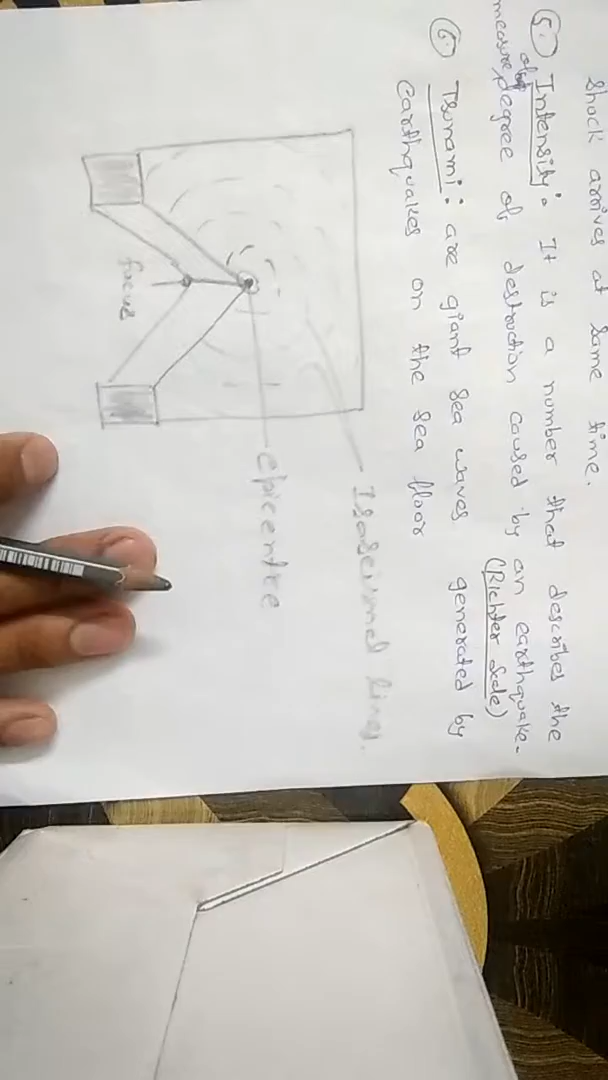 shock arrives at same time.
5. Intensity: It is a number that describes the
measure of degree of destruction caused by an earthquake.
(Richter Scale)
6. Tsunami: are giant sea waves generated by
earthquakes on the sea floor
Isoseismal lines.
epicentre
focus